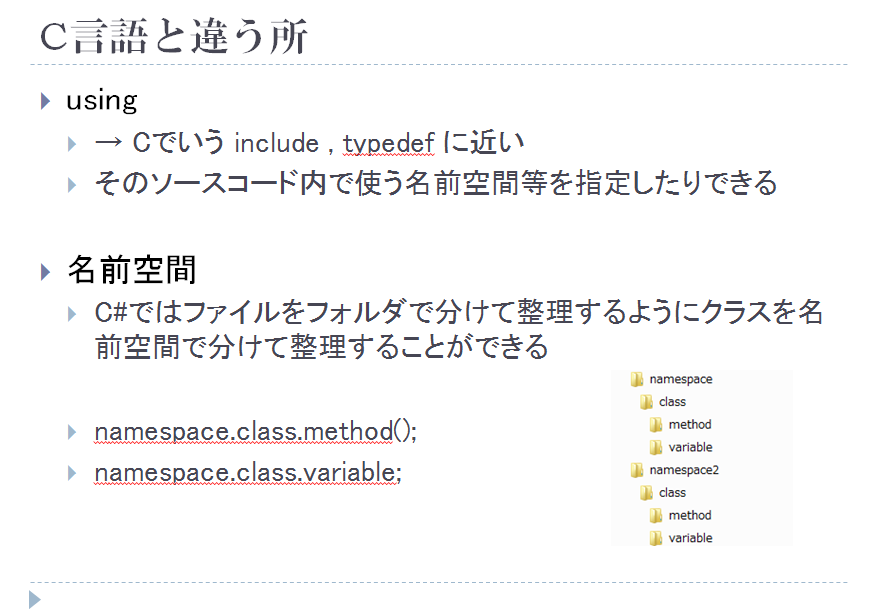 C言語と違う所
using
→ Cでいう include , typedef に近い
そのソースコード内で使う名前空間等を指定したりできる
名前空間
C#ではファイルをフォルダで分けて整理するようにクラスを名
前空間で分けて整理することができる
namespace.class.method();
namespace.class.variable;
namespace
class
method
variable
namespace2
class
method
variable